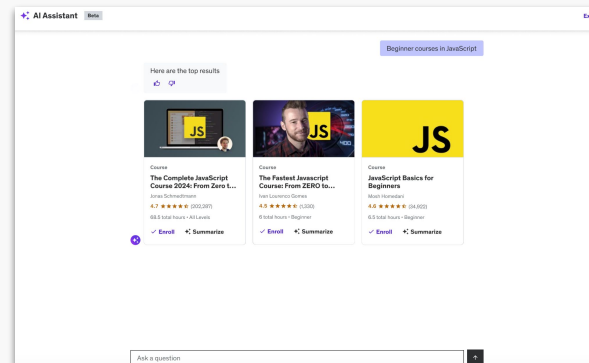 AI Assistant Beta
Ex
Beginner courses in JavaScript
Here are the top results
JS
JS
JS
Course
The Complete JavaScript
Course 2024: From Zero t...
Jonas Schmedtmann
4.7 ★★★★★ (202,287)
68.5 total hours • All Levels
Enroll Summarize
Course
The Fastest Javascript
Course: From ZERO to...
Ivan Lourenço Gomes
4.5 ★★★★★ (1,330)
6 total hours • Beginner
Enroll Summarize
Course
JavaScript Basics for
Beginners
Mosh Hamedani
4.6 ★★★★★
6.5 total hours • Beginner
Enroll Summarize
Ask a question